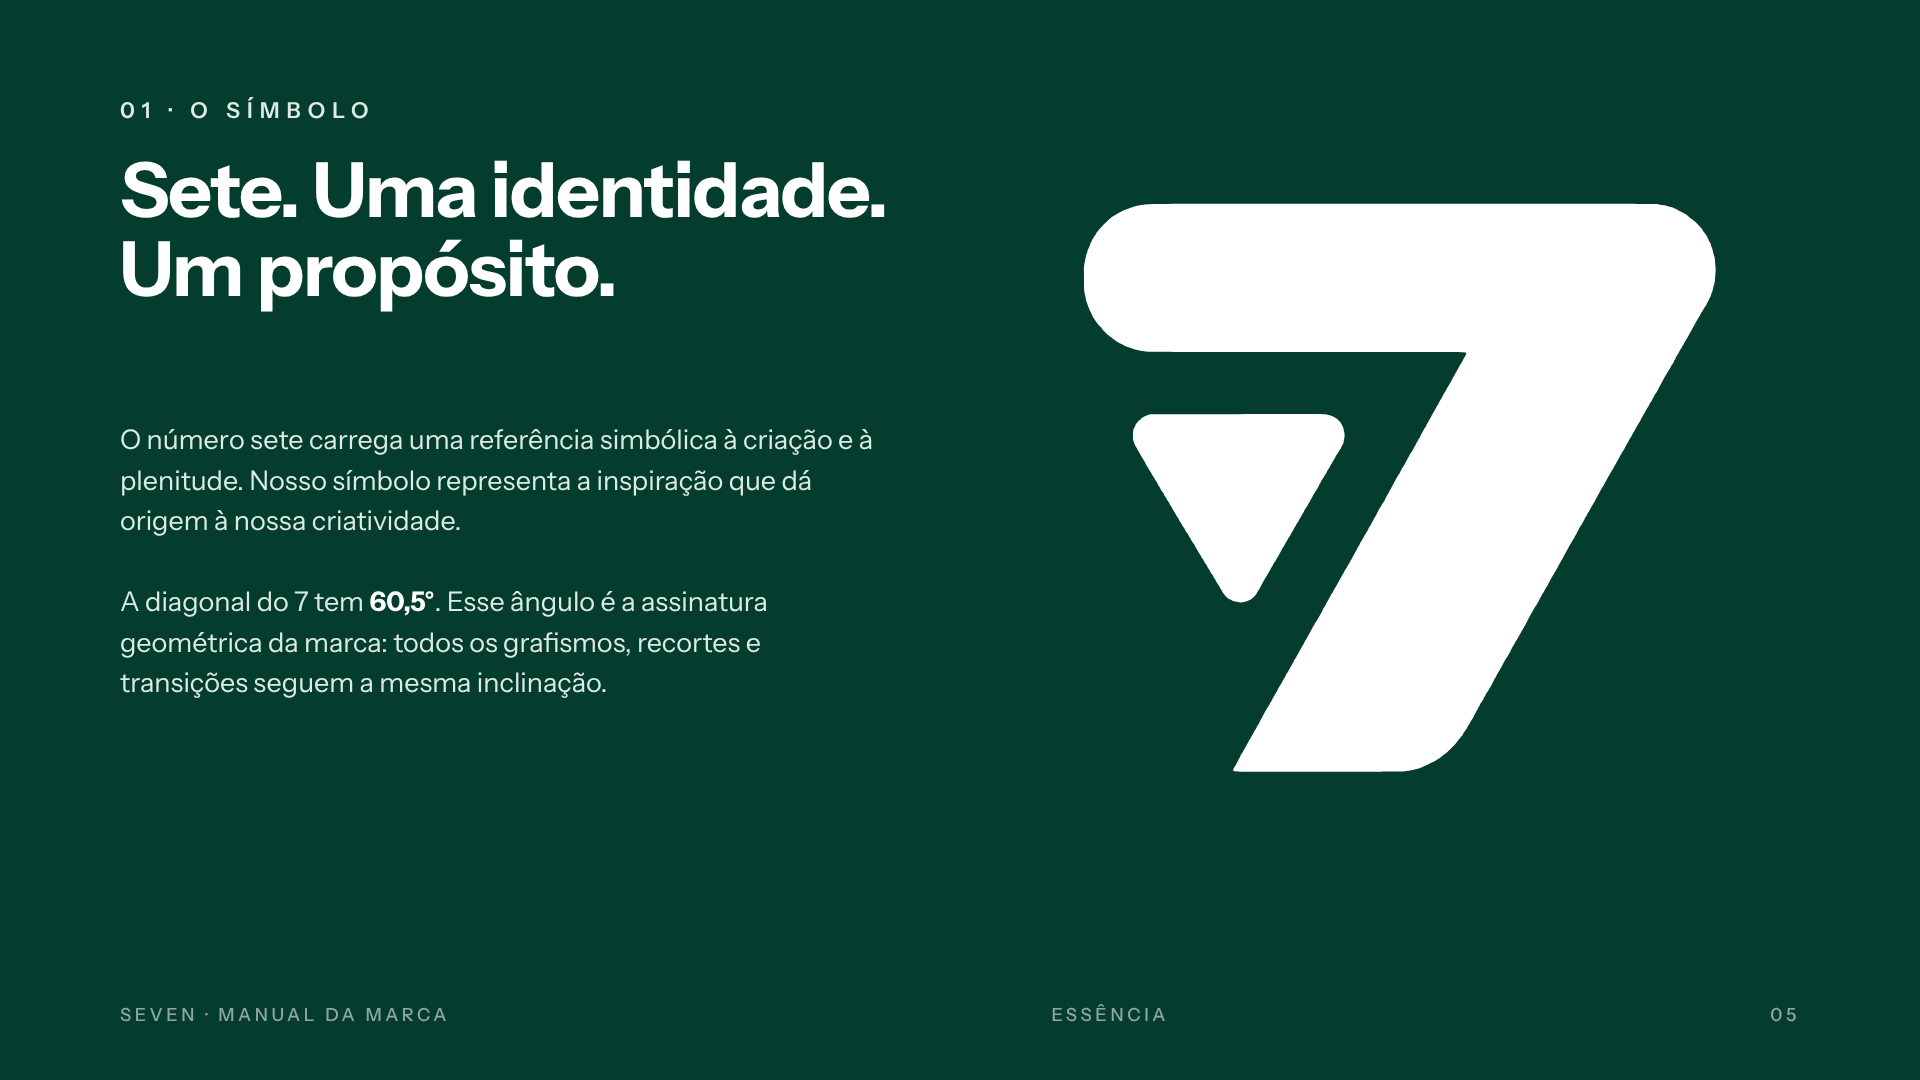 01 · O SÍMBOLO
Sete. Uma identidade.
Um propósito.
O número sete carrega uma referência simbólica à criação e à
plenitude. Nosso símbolo representa a inspiração que dá
origem à nossa criatividade.
A diagonal do 7 tem 60,5°. Esse ângulo é a assinatura
geométrica da marca: todos os grafismos, recortes e
transições seguem a mesma inclinação.
7
SEVEN · MANUAL DA MARCA
ESSÊNCIA
05